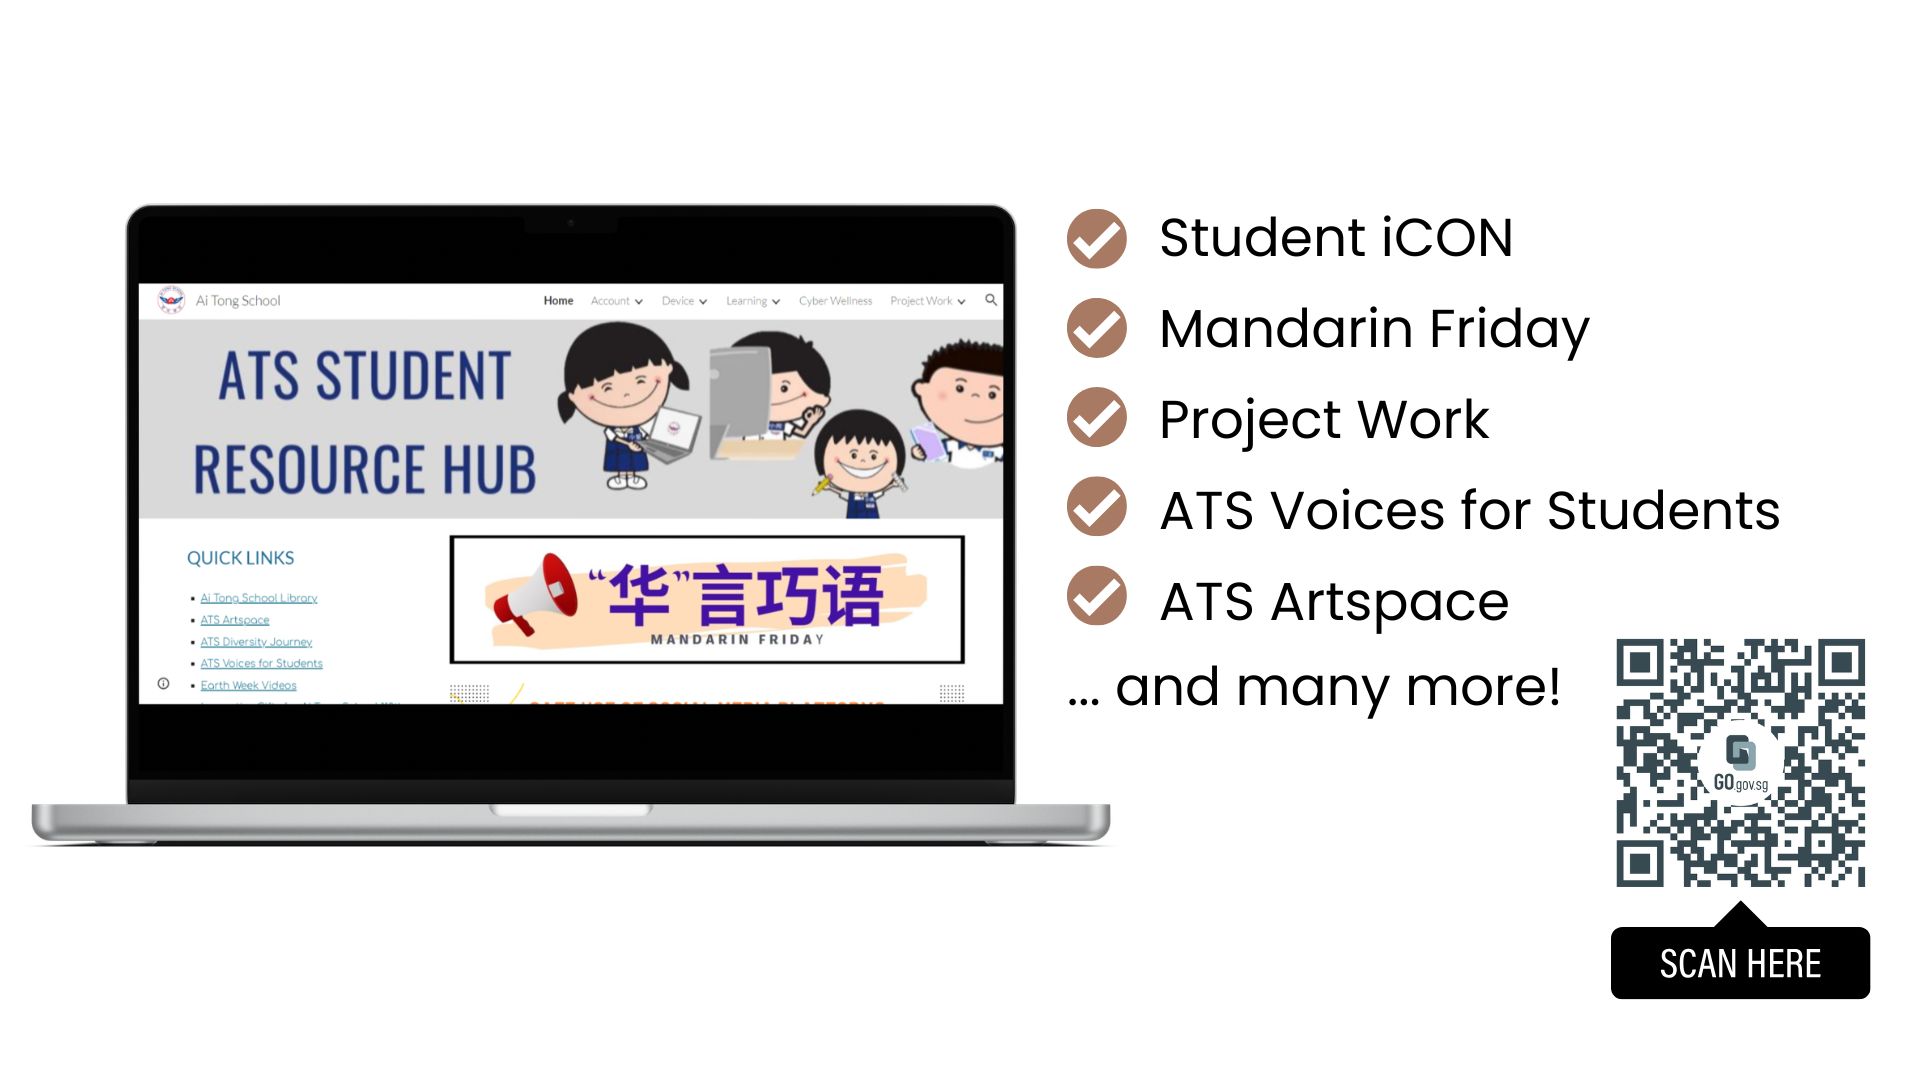 Ai Tong School
Home Account Device Learning Cyber Wellness Project Work
ATS STUDENT
RESOURCE HUB
QUICK LINKS
Ai Tong School Library
ATS Artspace
ATS Diversity Journey
ATS Voices for Students
Earth Week Videos
“华”言巧语
MANDARIN FRIDAY
Student iCON
Mandarin Friday
Project Work
ATS Voices for Students
ATS Artspace
... and many more!
GO.gov.sg
SCAN HERE